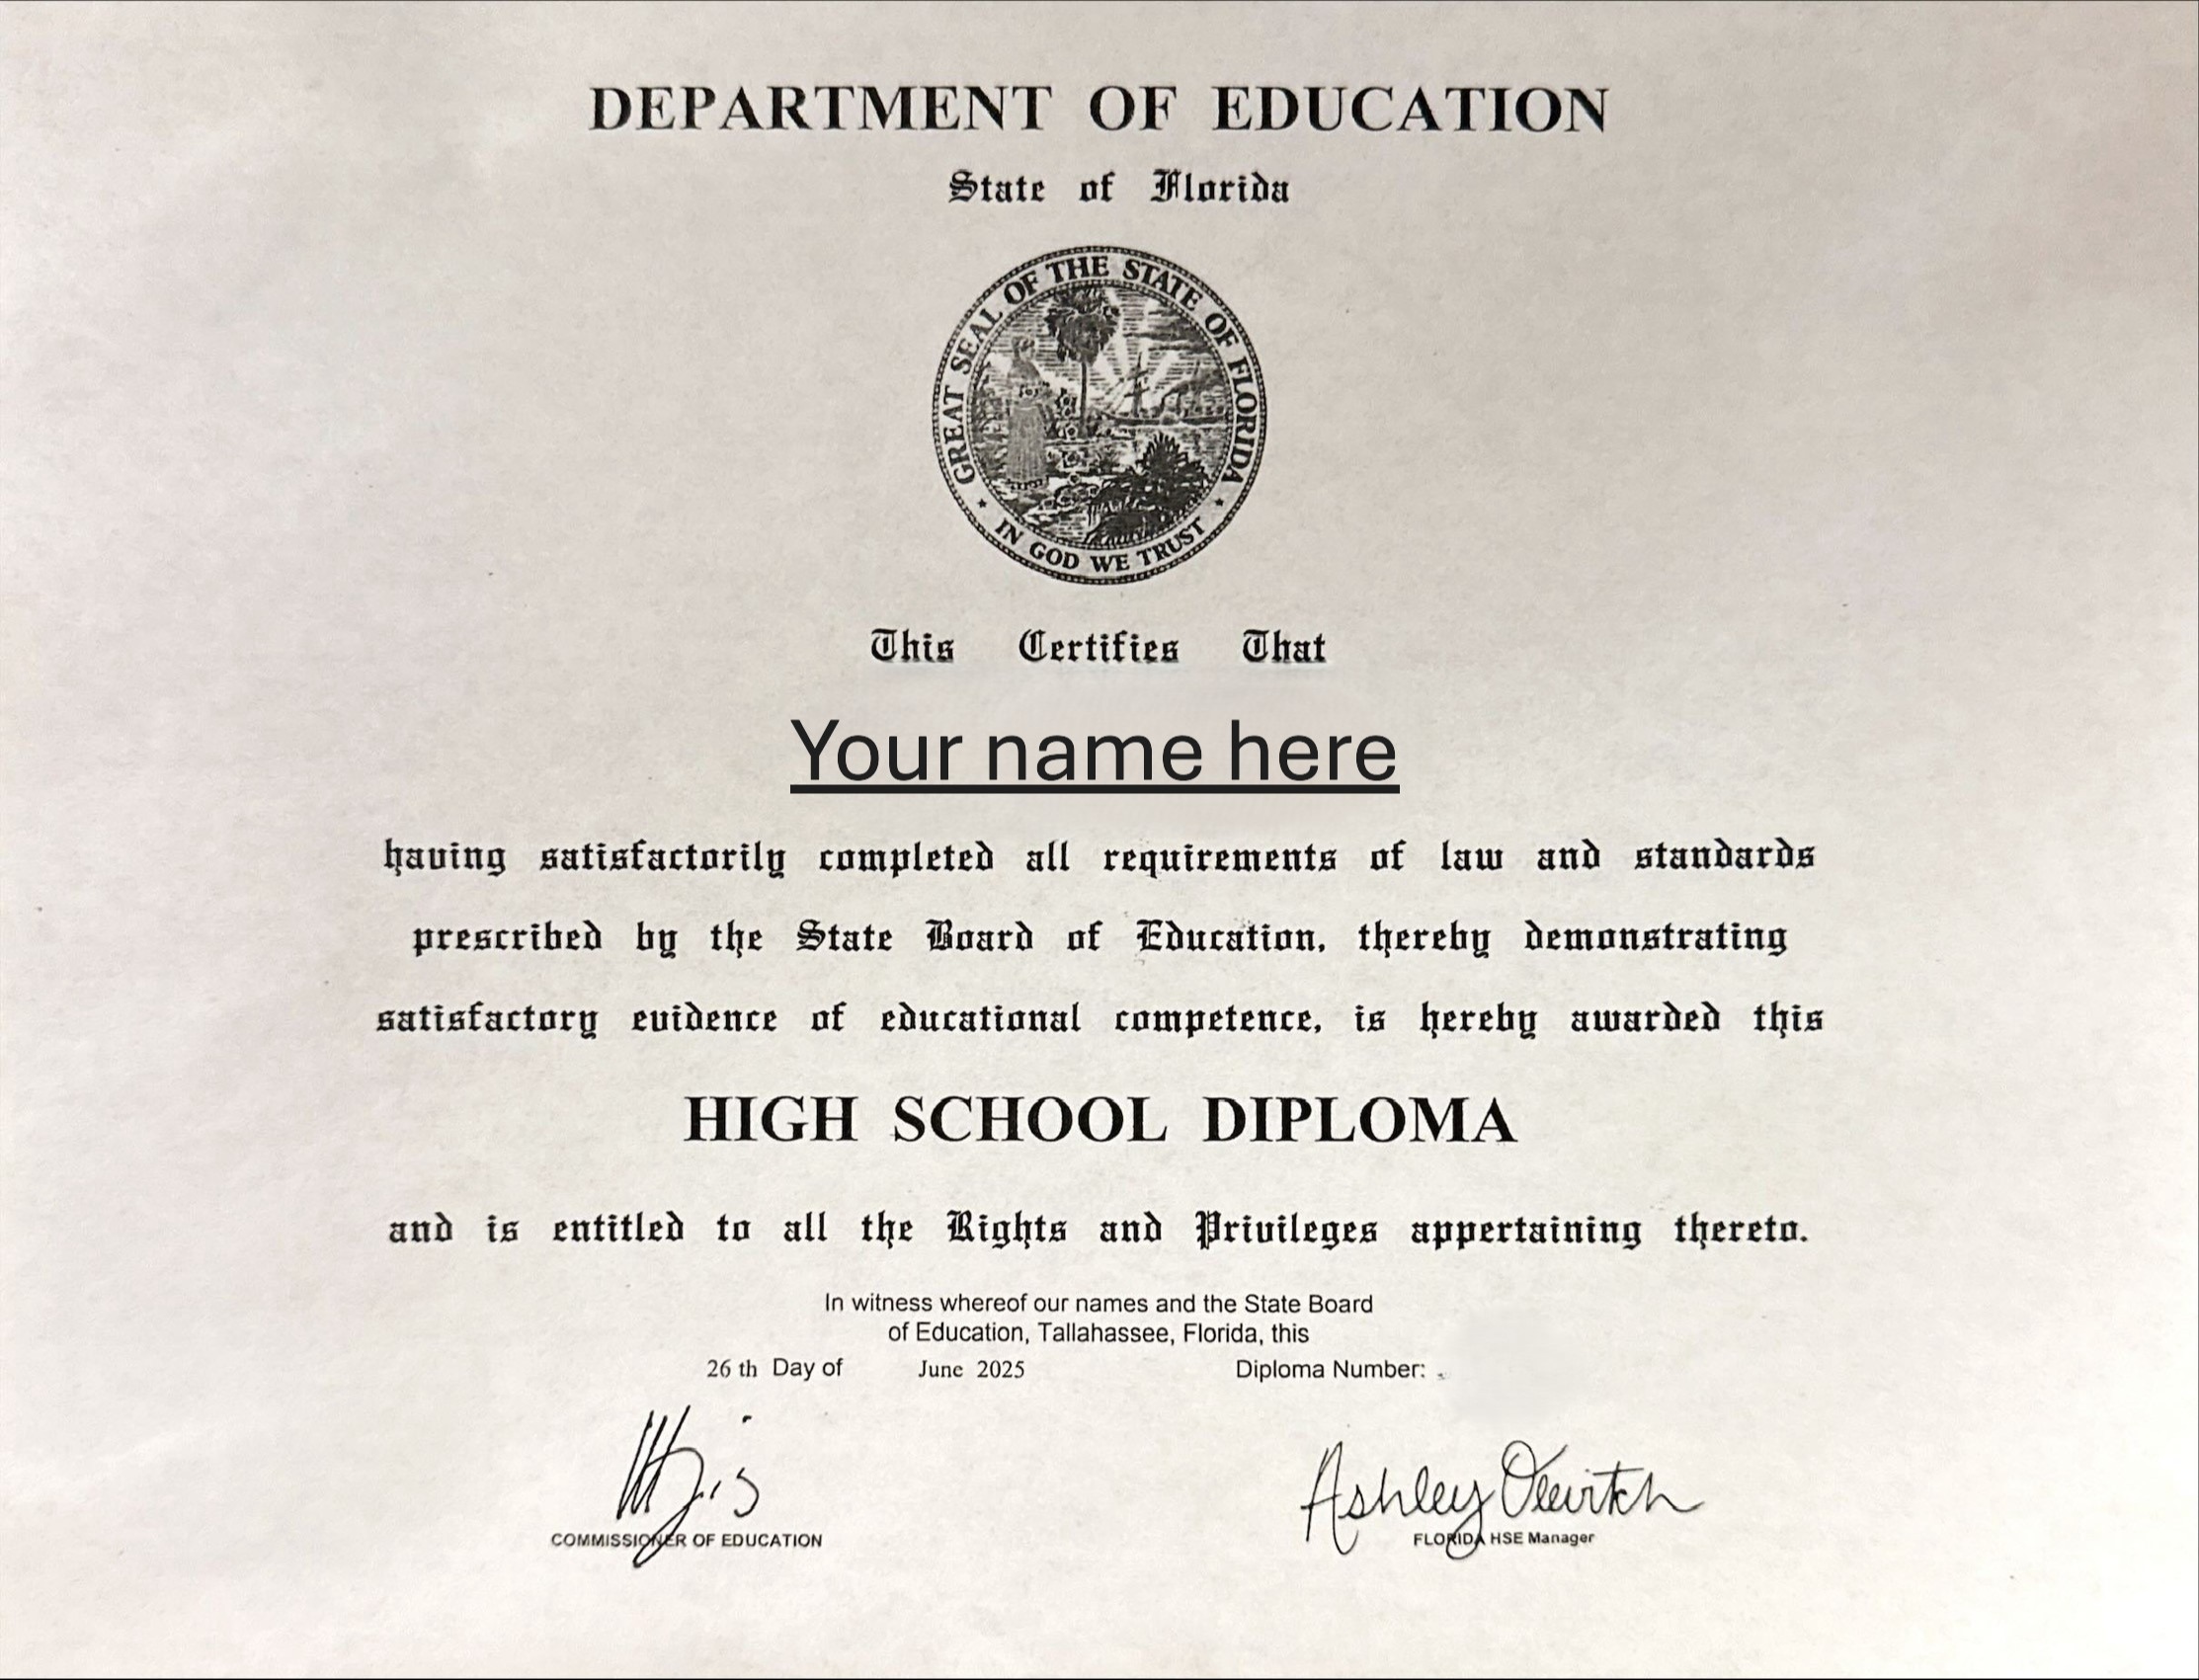 DEPARTMENT OF EDUCATION
State of Florida
GREAT SEAL OF THE STATE OF FLORIDA
IN GOD WE TRUST
This Certifies That
Your name here
having satisfactorily completed all requirements of law and standards
prescribed by the State Board of Education, thereby demonstrating
satisfactory evidence of educational competence, is hereby awarded this
HIGH SCHOOL DIPLOMA
and is entitled to all the Rights and Privileges appertaining thereto.
In witness whereof our names and the State Board
of Education, Tallahassee, Florida, this
26 th Day of June 2025 Diploma Number:
Ashley
COMMISSIONER OF EDUCATION
FLORIDA HSE Manager